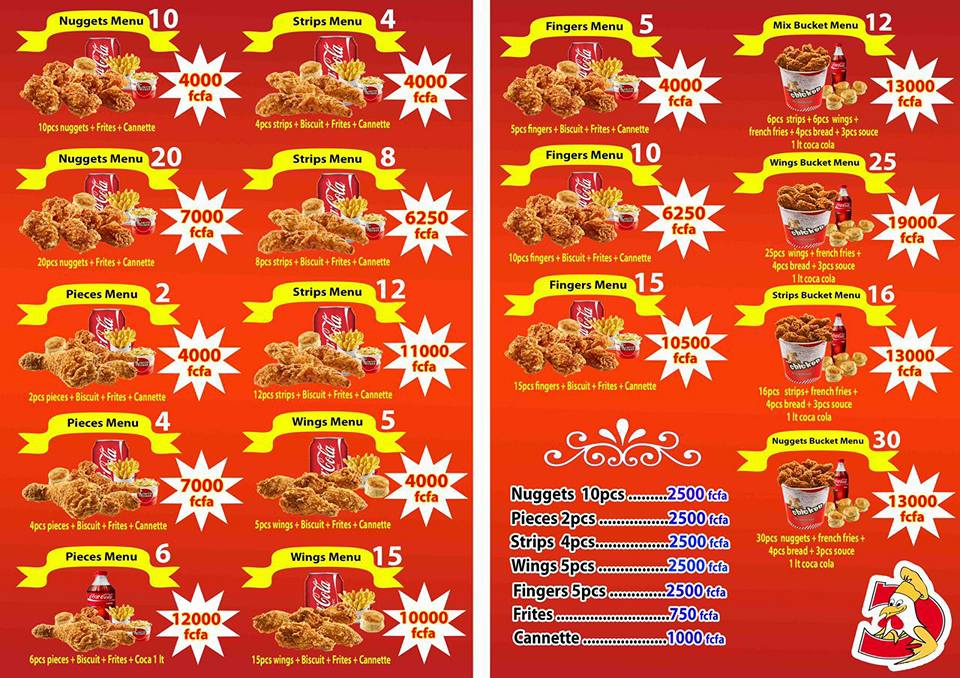 Nuggets Menu 10
4000
fcfa
10pcs nuggets + Frites + Cannette
Nuggets Menu 20
7000
fcfa
20pcs nuggets + Frites + Cannette
Pieces Menu 2
4000
fcfa
2pcs pieces + Biscuit + Frites + Cannette
Pieces Menu 4
7000
fcfa
4pcs pieces + Biscuit + Frites + Cannette
Pieces Menu 6
12000
fcfa
6pcs pieces + Biscuit + Frites + Coca 1 lt
Strips Menu 4
4000
fcfa
4pcs strips + Biscuit + Frites + Cannette
Strips Menu 8
6250
fcfa
8pcs strips + Biscuit + Frites + Cannette
Strips Menu 12
11000
fcfa
12pcs strips + Biscuit + Frites + Cannette
Wings Menu 5
4000
fcfa
5pcs wings + Biscuit + Frites + Cannette
Wings Menu 15
10000
fcfa
15pcs wings + Biscuit + Frites + Cannette
Fingers Menu 5
4000
fcfa
5pcs fingers + Biscuit + Frites + Cannette
Fingers Menu 10
6250
fcfa
10pcs fingers + Biscuit + Frites + Cannette
Fingers Menu 15
10500
fcfa
15pcs fingers + Biscuit + Frites + Cannette
Nuggets 10pcs.........2500 fcfa
Pieces 2pcs................2500 fcfa
Strips 4pcs.................2500 fcfa
Wings 5pcs................2500 fcfa
Fingers 5pcs..............2500 fcfa
Frites..........................750 fcfa
Cannette...................1000 fcfa
Mix Bucket Menu 12
chicken
13000
fcfa
6pcs strips + 6pcs wings +
french fries + 4pcs bread + 3pcs souce
1 lt coca cola
Wings Bucket Menu 25
chicken
19000
fcfa
25pcs wings + french fries +
4pcs bread + 3pcs souce
1 lt coca cola
Strips Bucket Menu 16
chicken
13000
fcfa
16pcs strips + french fries +
4pcs bread + 3pcs souce
1 lt coca cola
Nuggets Bucket Menu 30
chicken
13000
fcfa
30pcs nuggets + french fries +
4pcs bread + 3pcs souce
1 lt coca cola